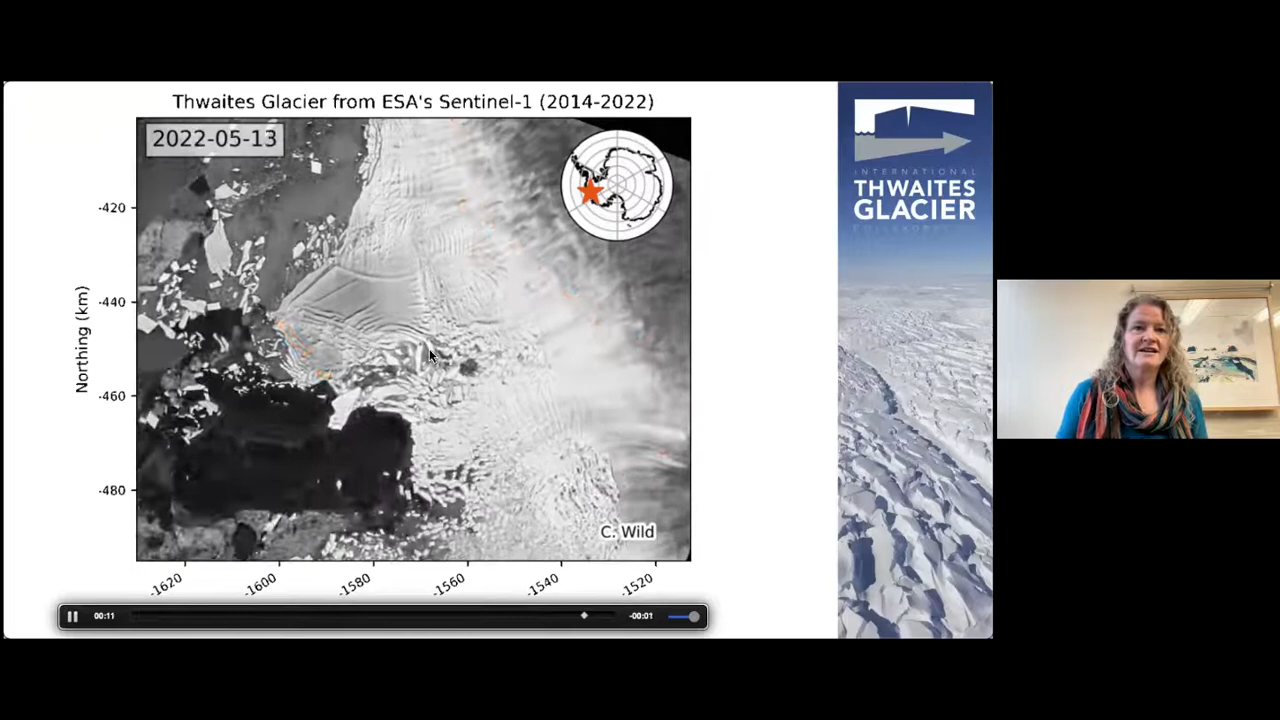 Thwaites Glacier from ESA's Sentinel-1 (2014-2022)
2022-05-13
-420
-440
Northing (km)
-460
-480
C. Wild
-1620
-1600
-1580
-1560
-1540
-1520
00:11
-00:01
INTERNATIONAL
THWAITES
GLACIER